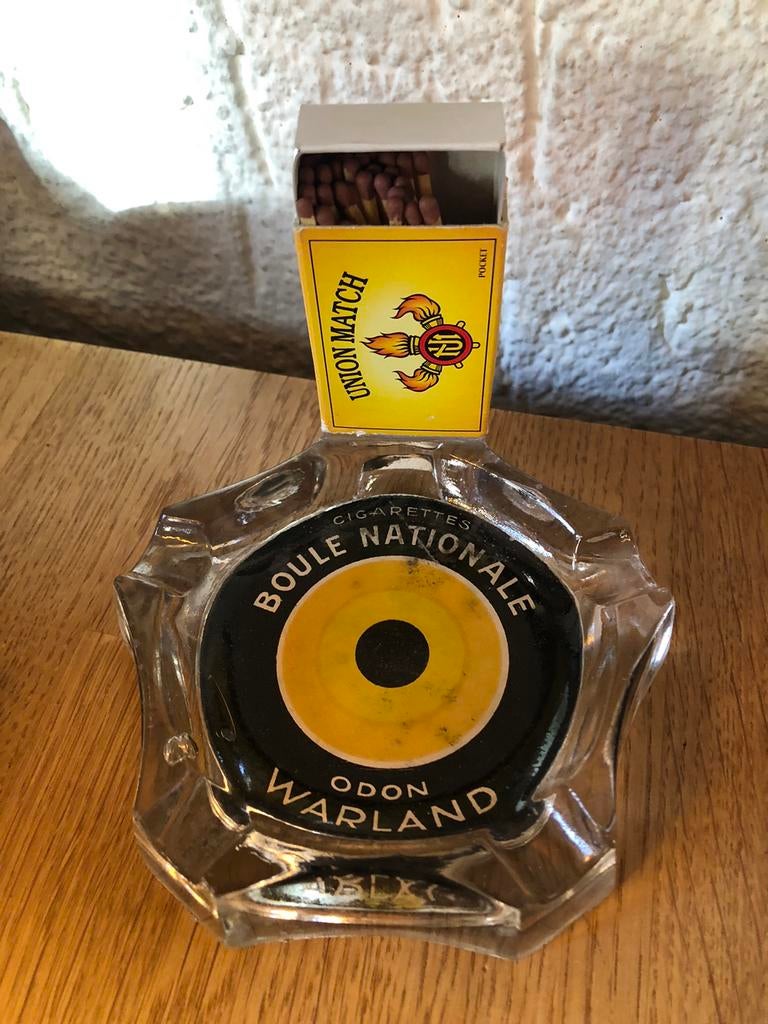 UNION MATCH
POCKET
CIGARETTES
BOULE NATIONALE
ODON
WARLAND